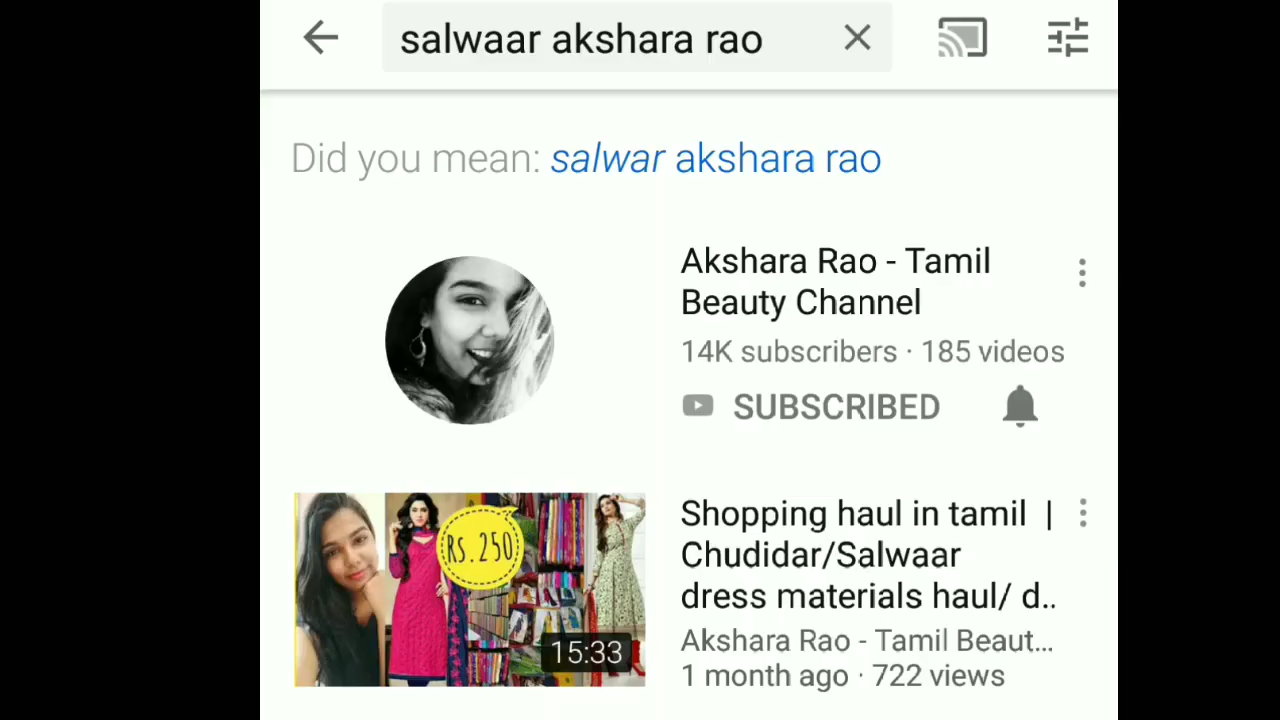 salwaar akshara rao
Did you mean: salwar akshara rao
Akshara Rao - Tamil
Beauty Channel
14K subscribers · 185 videos
SUBSCRIBED
Shopping haul in tamil |
Chudidar/Salwaar
dress materials haul/ d..
Akshara Rao - Tamil Beaut...
1 month ago · 722 views
RS.250
15:33